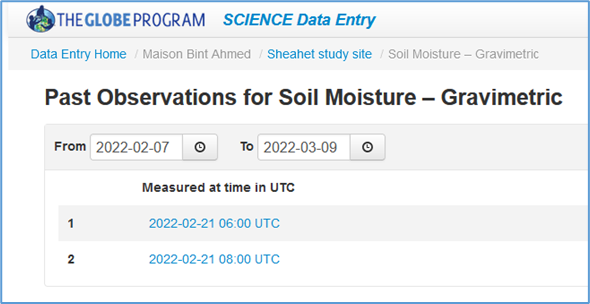 THE GLOBE PROGRAM SCIENCE Data Entry
Data Entry Home / Maison Bint Ahmed / Sheahet study site / Soil Moisture – Gravimetric
Past Observations for Soil Moisture – Gravimetric
From 2022-02-07 To 2022-03-09
Measured at time in UTC
1 2022-02-21 06:00 UTC
2 2022-02-21 08:00 UTC